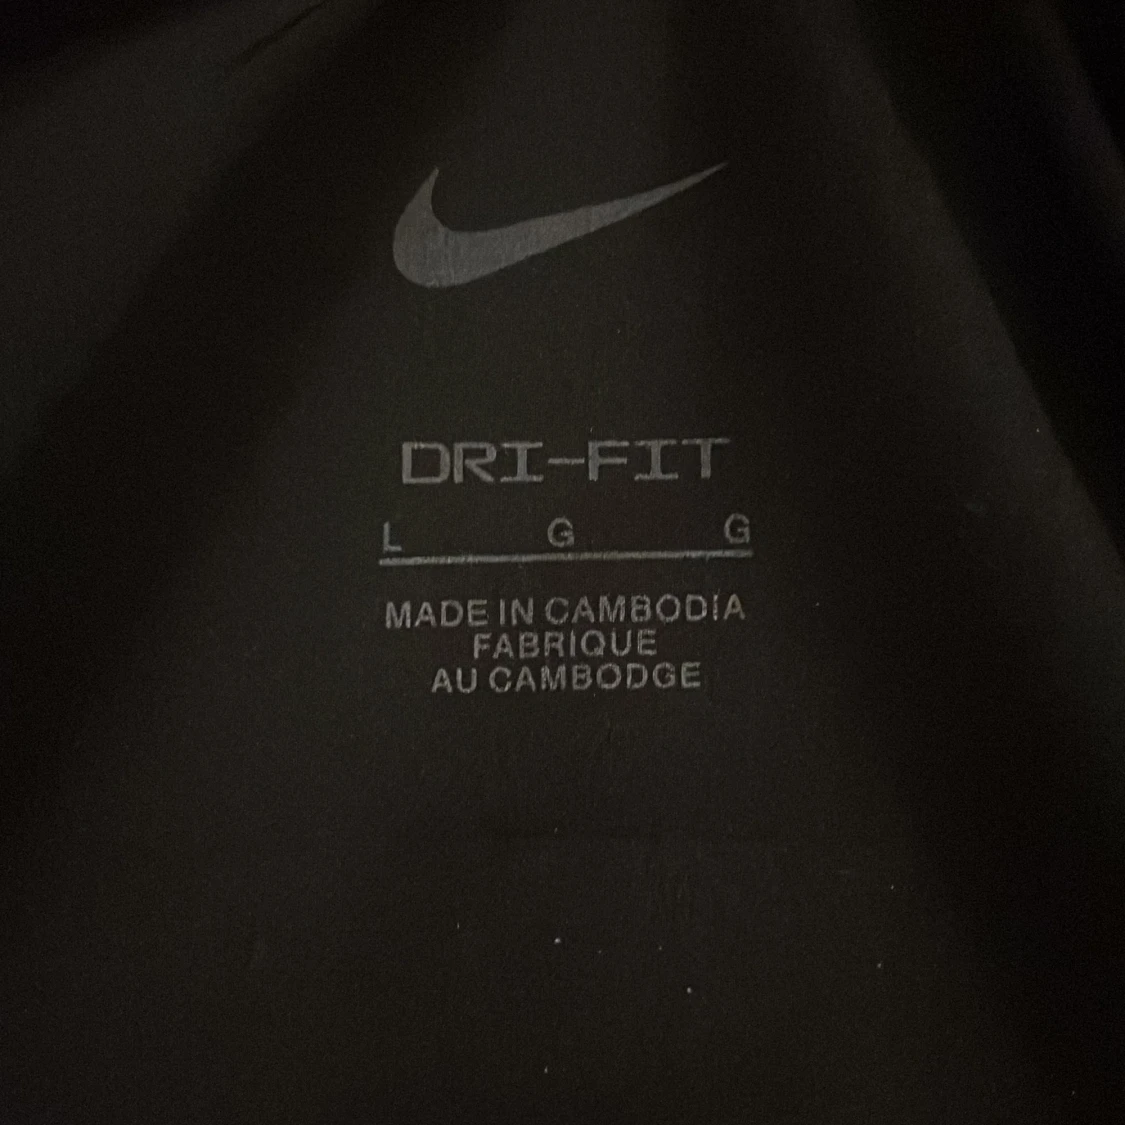 DRI-FIT
L G G
MADE IN CAMBODIA
FABRIQUE
AU CAMBODGE